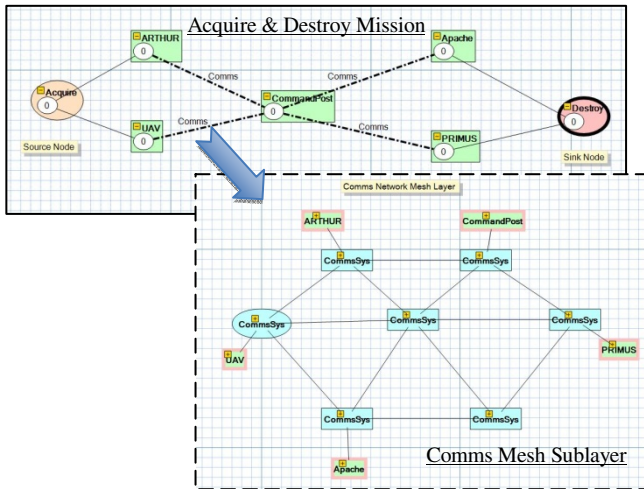 Acquire & Destroy Mission
ARTHUR
0
Apache
0
Comms
Comms
Acquire
0
CommandPost
0
Destroy
0
Comms
Comms
UAV
0
PRIMUS
0
Source Node
Sink Node
Comms Network Mesh Layer
ARTHUR
CommandPost
CommsSys
CommsSys
CommsSys
CommsSys
CommsSys
UAV
PRIMUS
CommsSys
CommsSys
Comms Mesh Sublayer
Apache